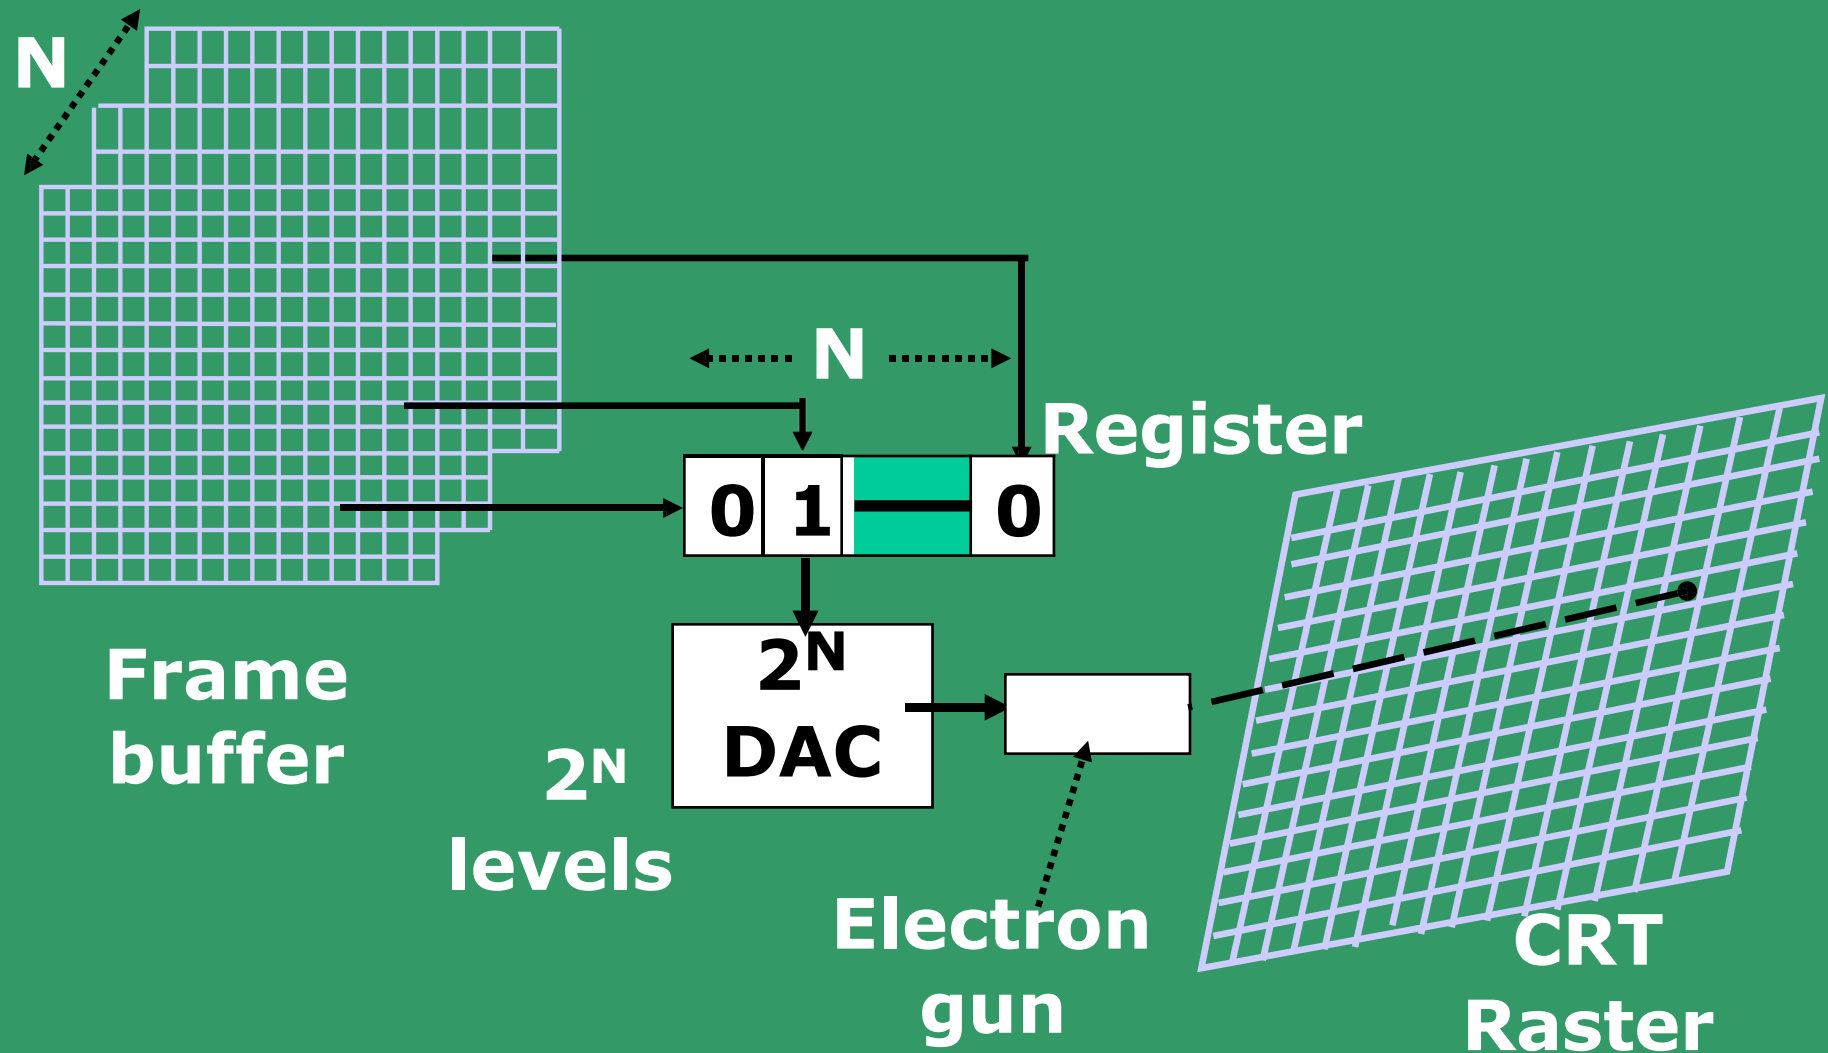 N
N
Register
0 1 0
2ᴺ
DAC
Frame
buffer
2ᴺ
levels
Electron
gun
CRT
Raster